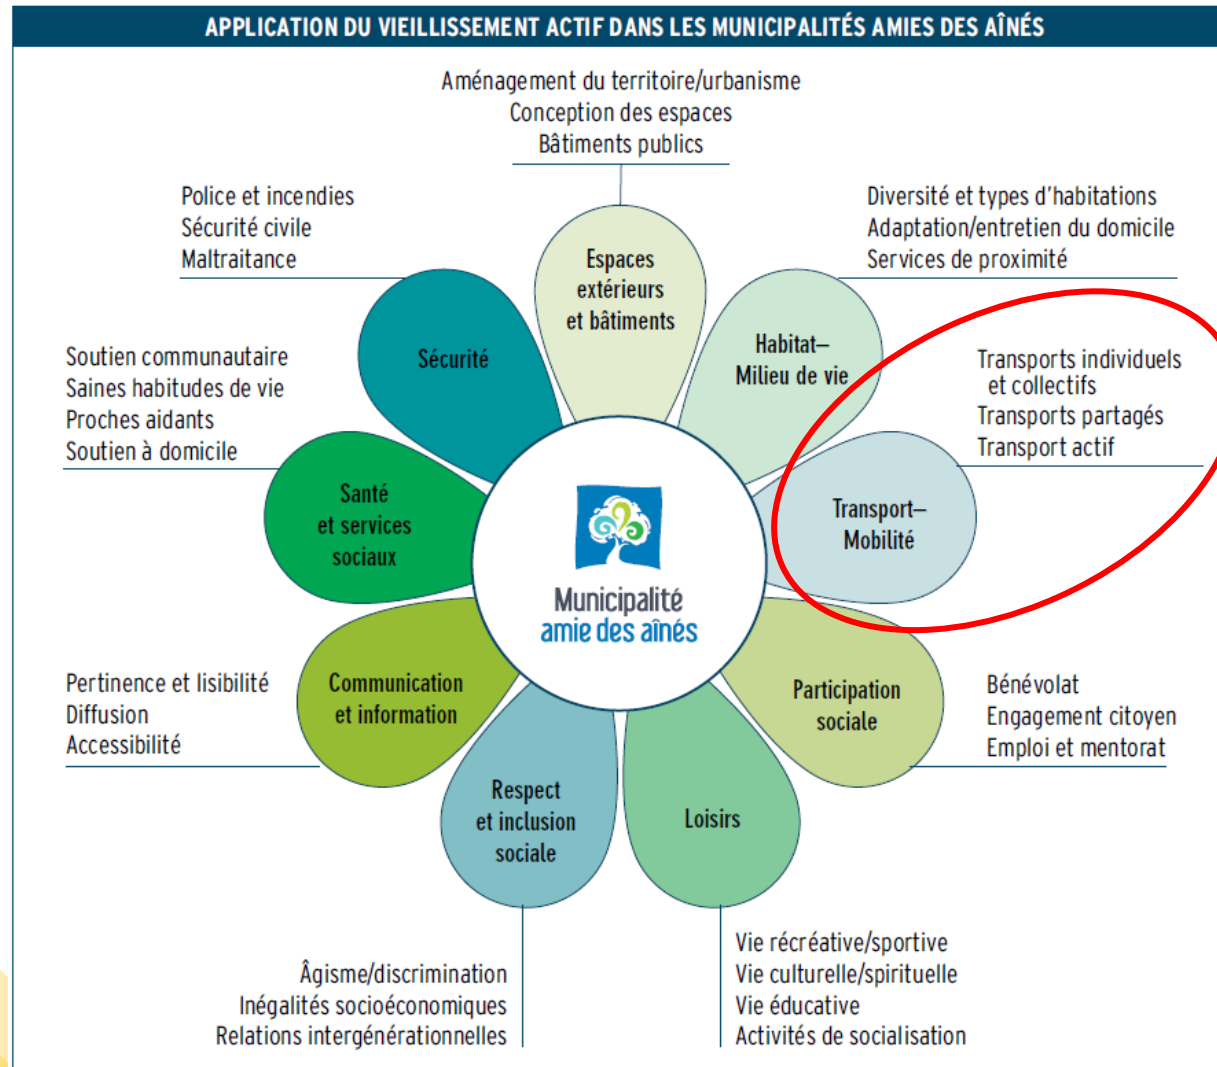 APPLICATION DU VIEILLISSEMENT ACTIF DANS LES MUNICIPALITÉS AMIES DES AÎNÉS
Aménagement du territoire/urbanisme
Conception des espaces
Bâtiments publics
Police et incendies
Sécurité civile
Maltraitance
Diversité et types d'habitations
Adaptation/entretien du domicile
Services de proximité
Espaces
extérieurs
et bâtiments
Sécurité
Habitat–
Milieu de vie
Soutien communautaire
Saines habitudes de vie
Proches aidants
Soutien à domicile
Transports individuels
et collectifs
Transports partagés
Transport actif
Santé
et services
sociaux
Transport–
Mobilité
Municipalité
amie des aînés
Pertinence et lisibilité
Diffusion
Accessibilité
Communication
et information
Participation
sociale
Bénévolat
Engagement citoyen
Emploi et mentorat
Respect
et inclusion
sociale
Loisirs
Âgisme/discrimination
Inégalités socioéconomiques
Relations intergénérationnelles
Vie récréative/sportive
Vie culturelle/spirituelle
Vie éducative
Activités de socialisation